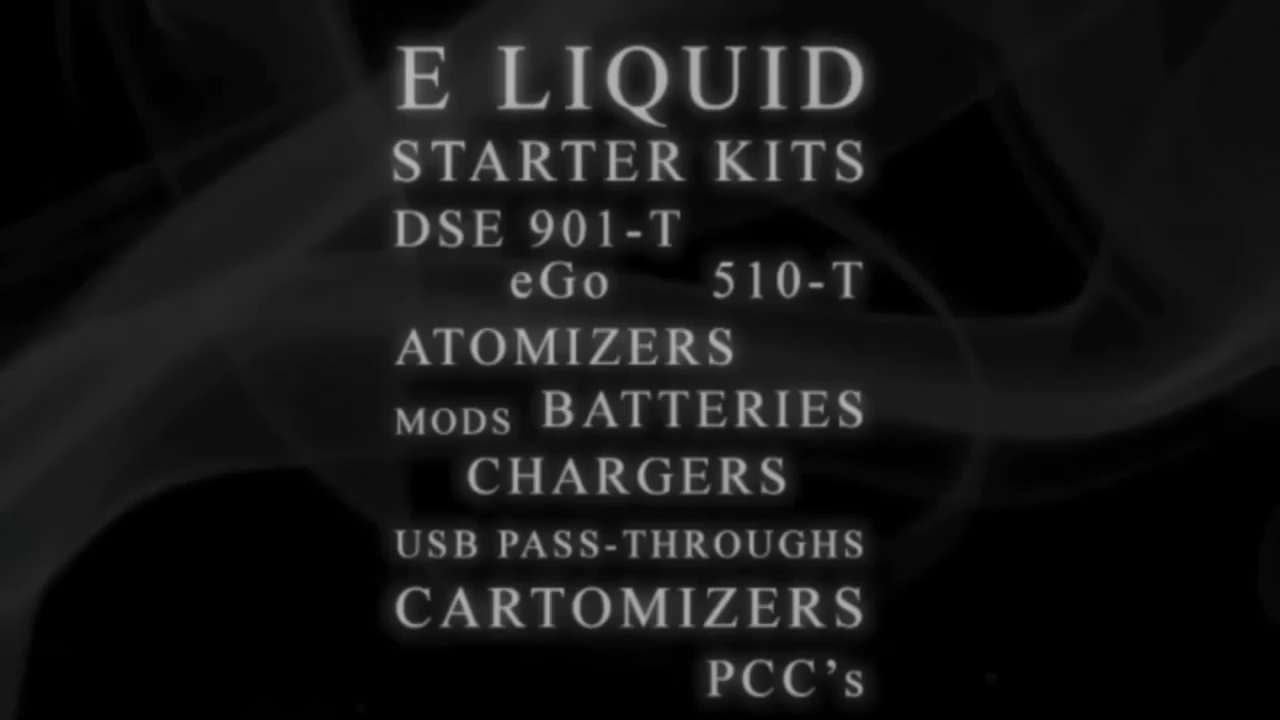 E LIQUID
STARTER KITS
DSE 901-T
eGo 510-T
ATOMIZERS
MODS BATTERIES
CHARGERS
USB PASS-THROUGHS
CARTOMIZERS
PCC's